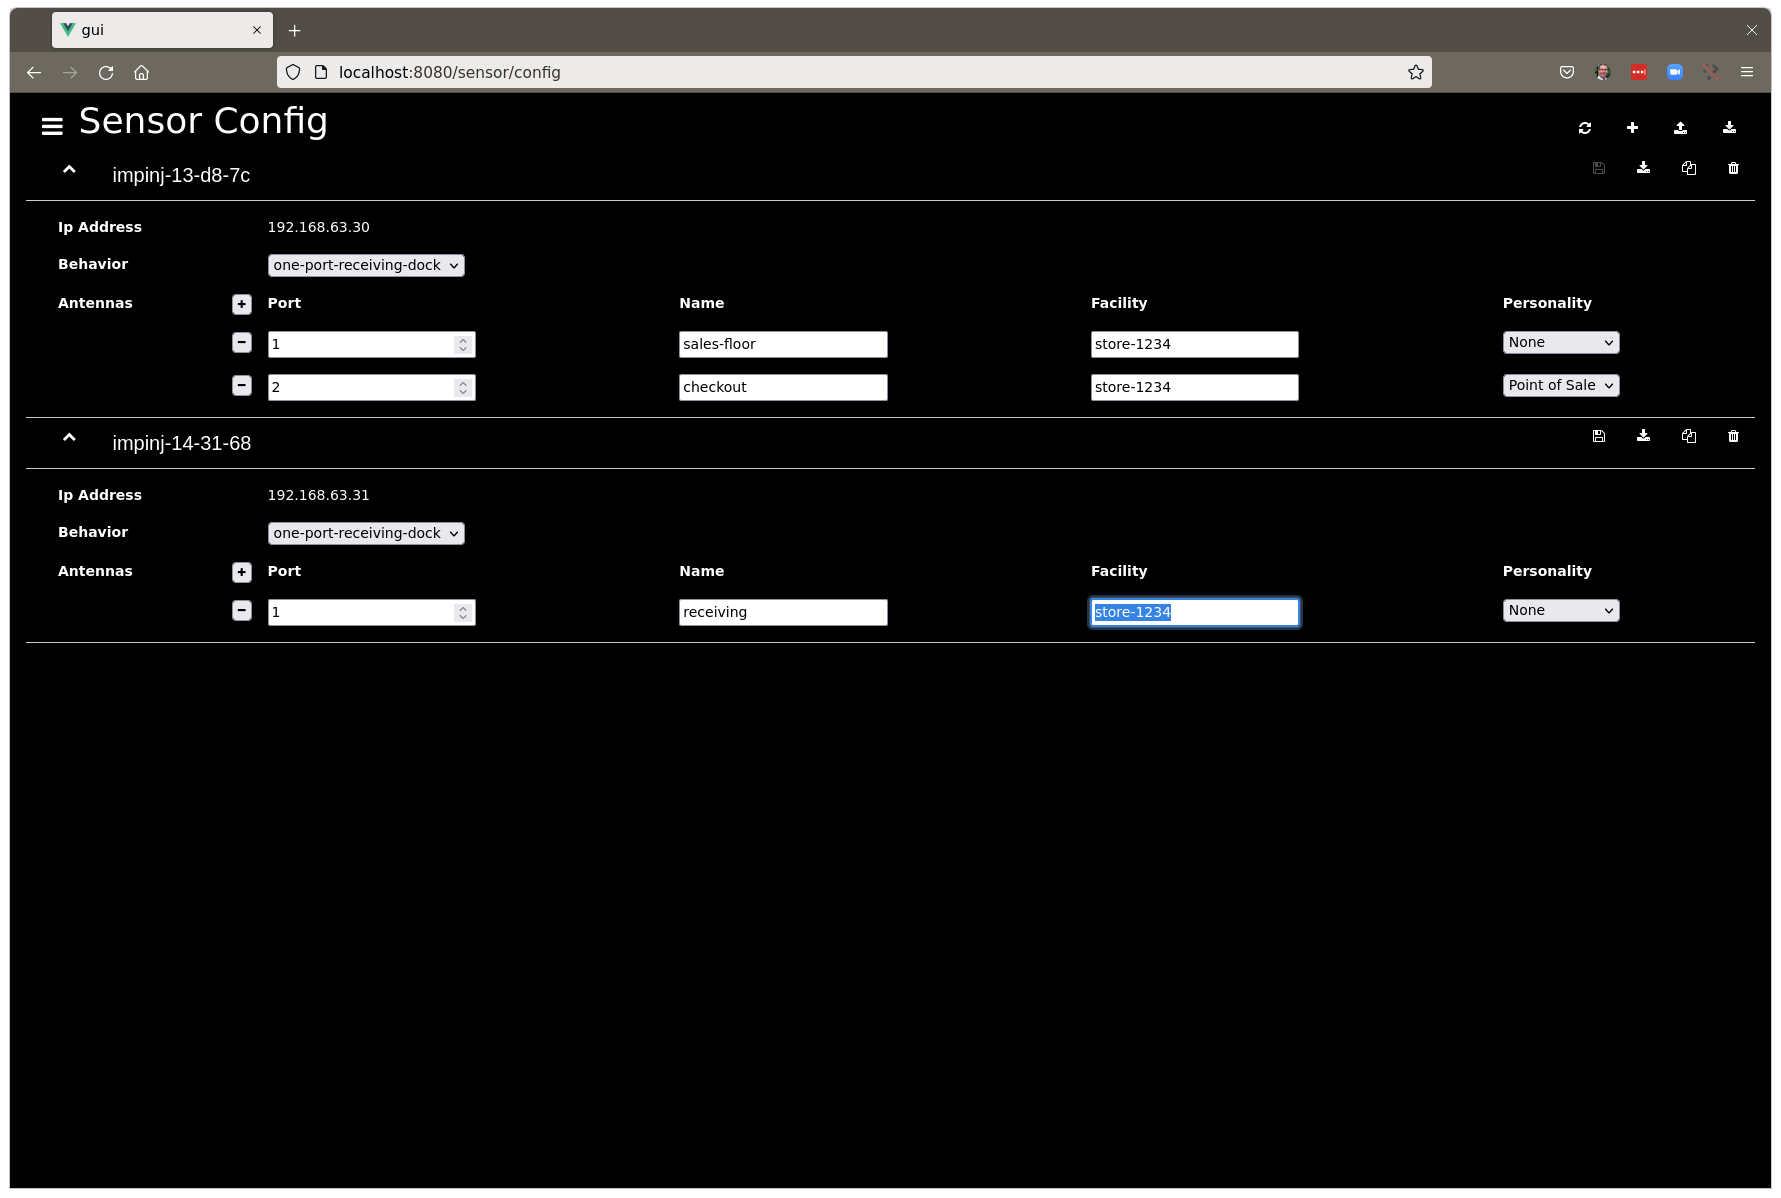 gui
localhost:8080/sensor/config
Sensor Config
impinj-13-d8-7c
Ip Address 192.168.63.30
Behavior one-port-receiving-dock
Antennas Port Name Facility Personality
1 sales-floor store-1234 None
2 checkout store-1234 Point of Sale
impinj-14-31-68
Ip Address 192.168.63.31
Behavior one-port-receiving-dock
Antennas Port Name Facility Personality
1 receiving store-1234 None